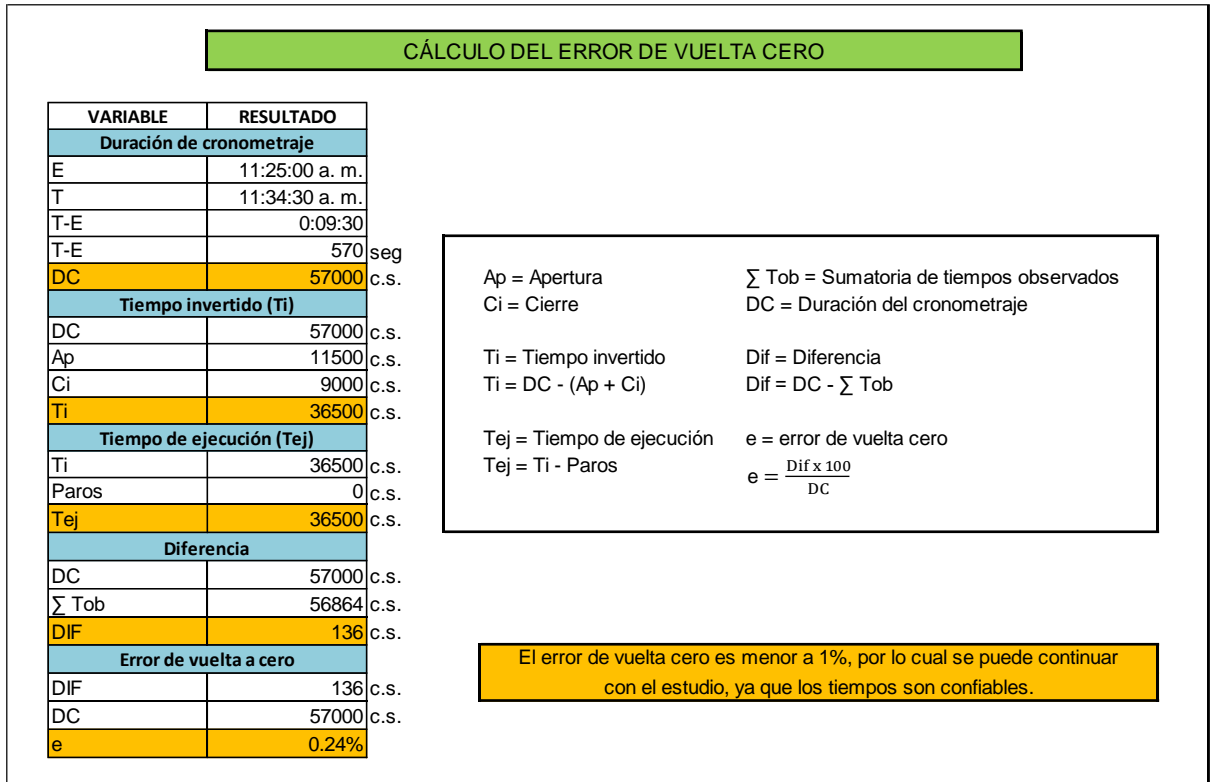 CÁLCULO DEL ERROR DE VUELTA CERO
VARIABLE RESULTADO
Duración de cronometraje
E 11:25:00 a. m.
T 11:34:30 a. m.
T-E 0:09:30
T-E 570 seg
DC 57000 c.s.
Tiempo invertido (Ti)
DC 57000 c.s.
Ap 11500 c.s.
Ci 9000 c.s.
Ti 36500 c.s.
Tiempo de ejecución (Tej)
Ti 36500 c.s.
Paros 0 c.s.
Tej 36500 c.s.
Diferencia
DC 57000 c.s.
∑ Tob 56864 c.s.
DIF 136 c.s.
Error de vuelta a cero
DIF 136 c.s.
DC 57000 c.s.
e 0.24%
Ap = Apertura
Ci = Cierre
Ti = Tiempo invertido
Ti = DC - (Ap + Ci)
Tej = Tiempo de ejecución
Tej = Ti - Paros
∑ Tob = Sumatoria de tiempos observados
DC = Duración del cronometraje
Dif = Diferencia
Dif = DC - ∑ Tob
e = error de vuelta cero
e = Dif x 100
DC
El error de vuelta cero es menor a 1%, por lo cual se puede continuar
con el estudio, ya que los tiempos son confiables.